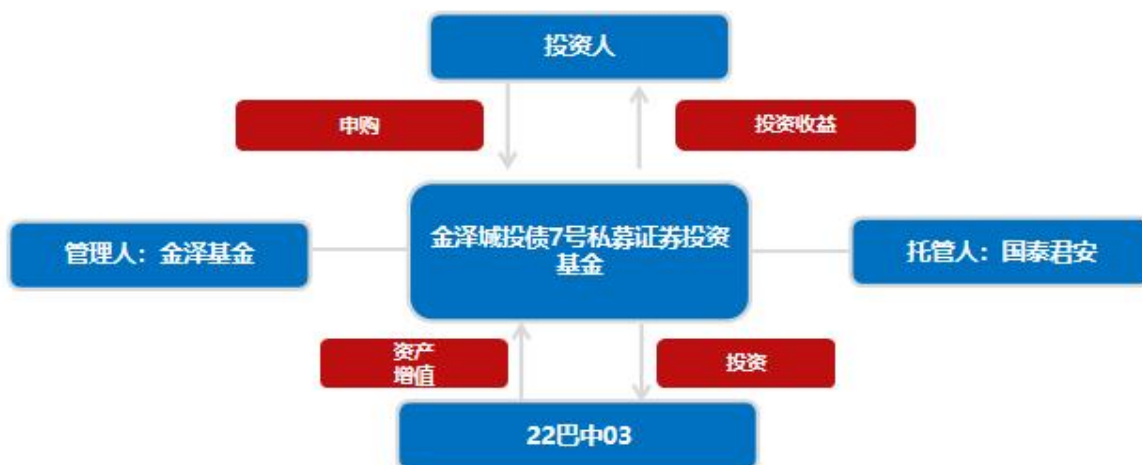 投资人
申购
投资收益
管理人：金泽基金
金泽城投债7号私募证券投资
基金
托管人：国泰君安
资产
增值
投资
22巴中03